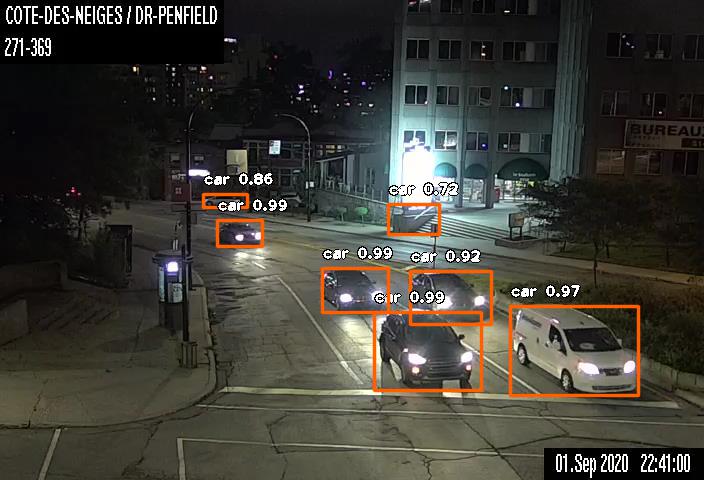 COTE-DES-NEIGES / DR-PENFIELD
271-369
car 0.86
car 0.72
car 0.99
car 0.99
car 0.92
car 0.99
car 0.97
BUREAU
01.Sep 2020 22:41:00